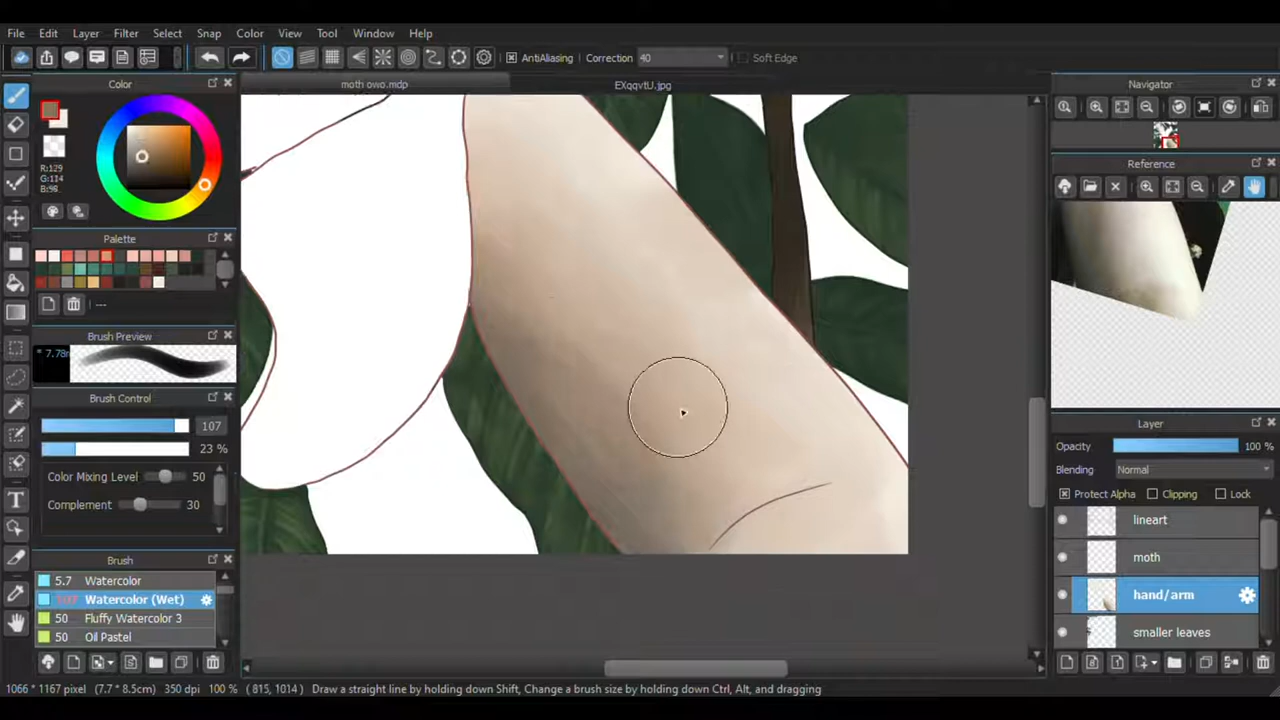 File Edit Layer Filter Select Snap Color View Tool Window Help
AntiAliasing Correction 40 Soft Edge
Color
moth owo.mdp
EXqqvtU.jpg
Navigator
R:129
G:114
B:98
Reference
Palette
---
Brush Preview
* 7.78
Brush Control
107
23 %
Color Mixing Level 50
Complement 30
Layer
Opacity 100 %
Blending Normal
Protect Alpha Clipping Lock
lineart
moth
hand/arm
smaller leaves
Brush
5.7 Watercolor
107 Watercolor (Wet)
50 Fluffy Watercolor 3
50 Oil Pastel
1066 * 1167 pixel (7.7 * 8.5cm) 350 dpi 100 % ( 815, 1014 ) Draw a straight line by holding down Shift, Change a brush size by holding down Ctrl, Alt, and dragging